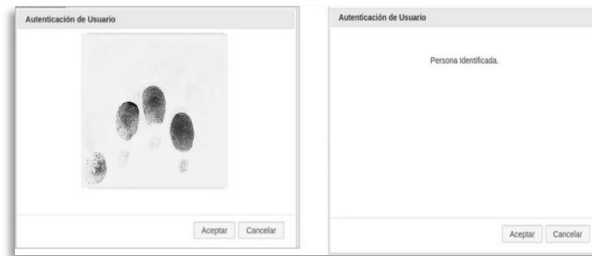 Autenticación de Usuario
Aceptar Cancelar
Autenticación de Usuario
Persona Identificada.
Aceptar Cancelar